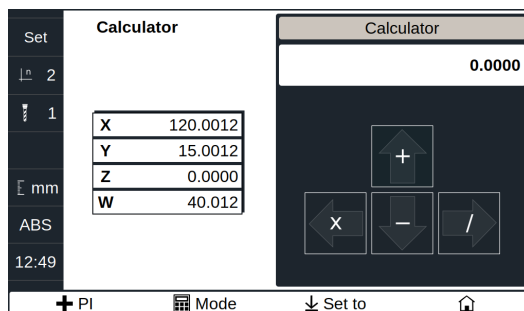 Set
n 2
1
mm
ABS
12:49
Calculator
X 120.0012
Y 15.0012
Z 0.0000
W 40.012
Calculator
0.0000
+
x − /
PI Mode Set to